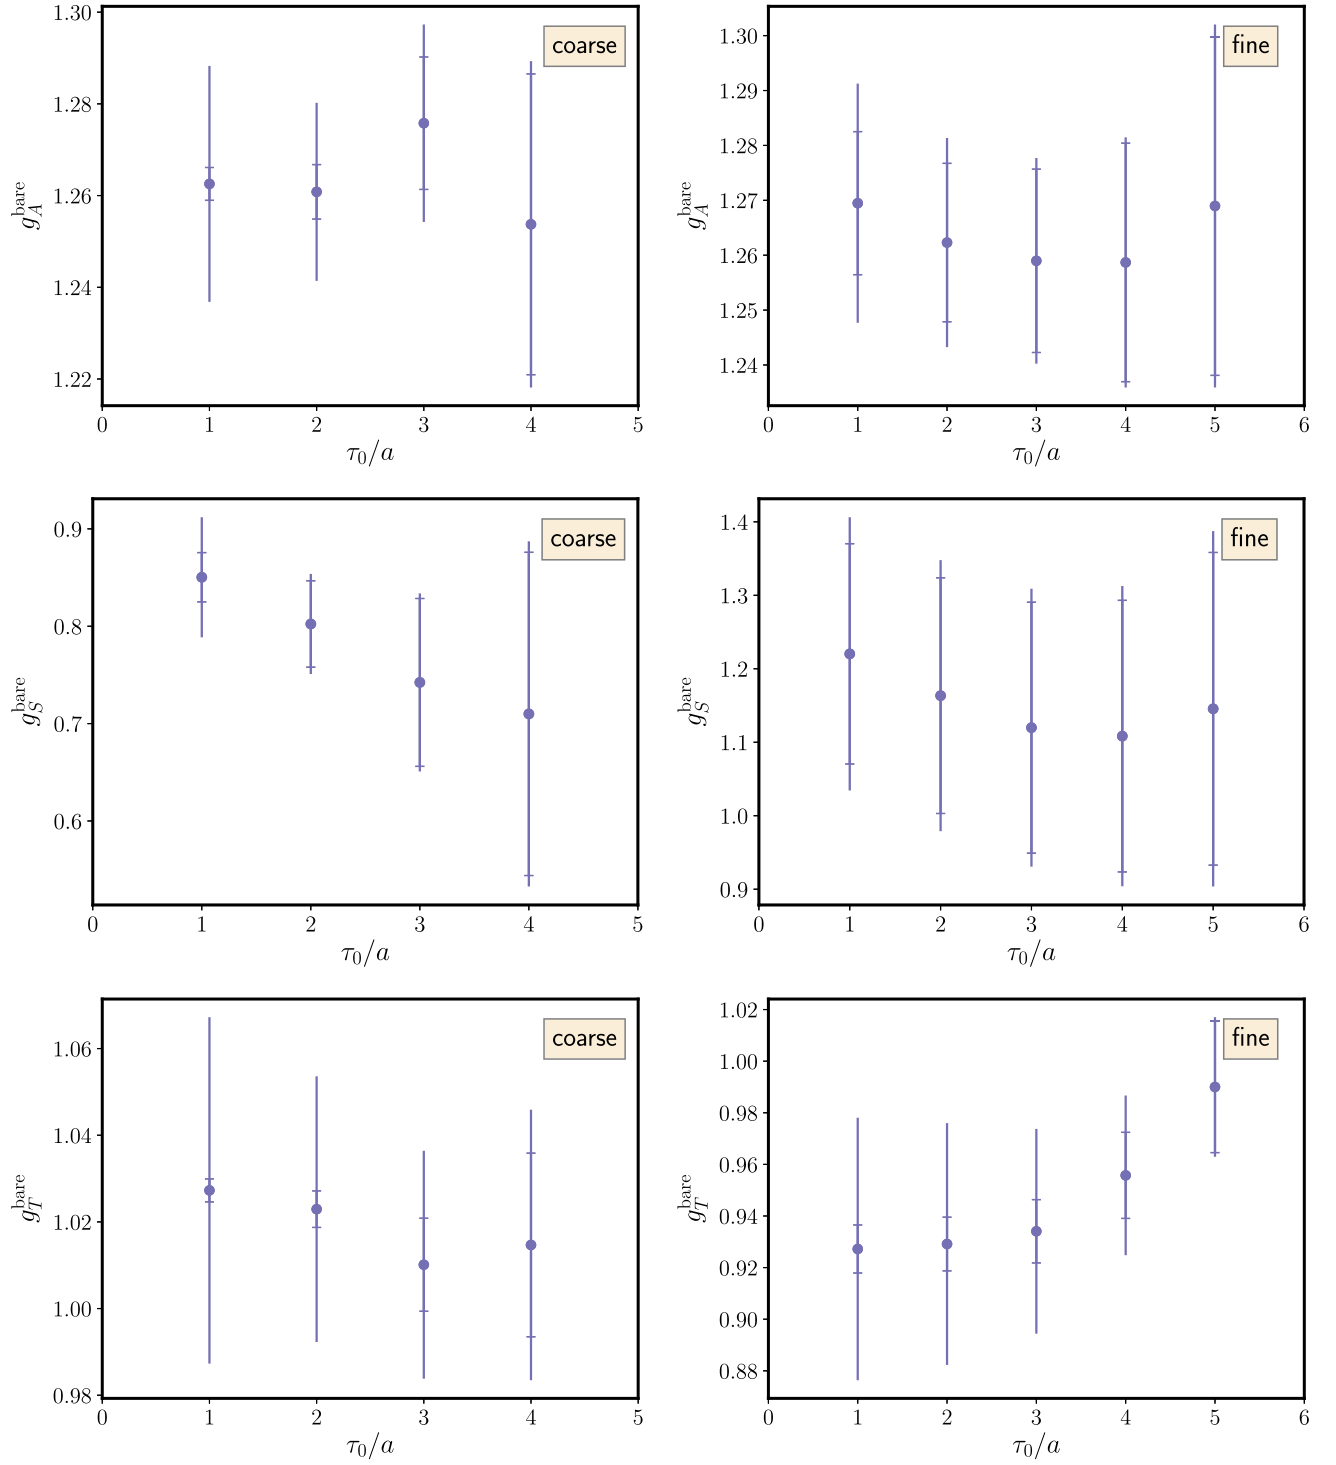 1.30
1.28
1.26
1.24
1.22
g_A^bare
coarse
0 1 2 3 4 5
τ₀/a
1.30
1.29
1.28
1.27
1.26
1.25
1.24
g_A^bare
fine
0 1 2 3 4 5 6
τ₀/a
0.9
0.8
0.7
0.6
g_S^bare
coarse
0 1 2 3 4 5
τ₀/a
1.4
1.3
1.2
1.1
1.0
0.9
g_S^bare
fine
0 1 2 3 4 5 6
τ₀/a
1.06
1.04
1.02
1.00
0.98
g_T^bare
coarse
0 1 2 3 4 5
τ₀/a
1.02
1.00
0.98
0.96
0.94
0.92
0.90
0.88
g_T^bare
fine
0 1 2 3 4 5 6
τ₀/a